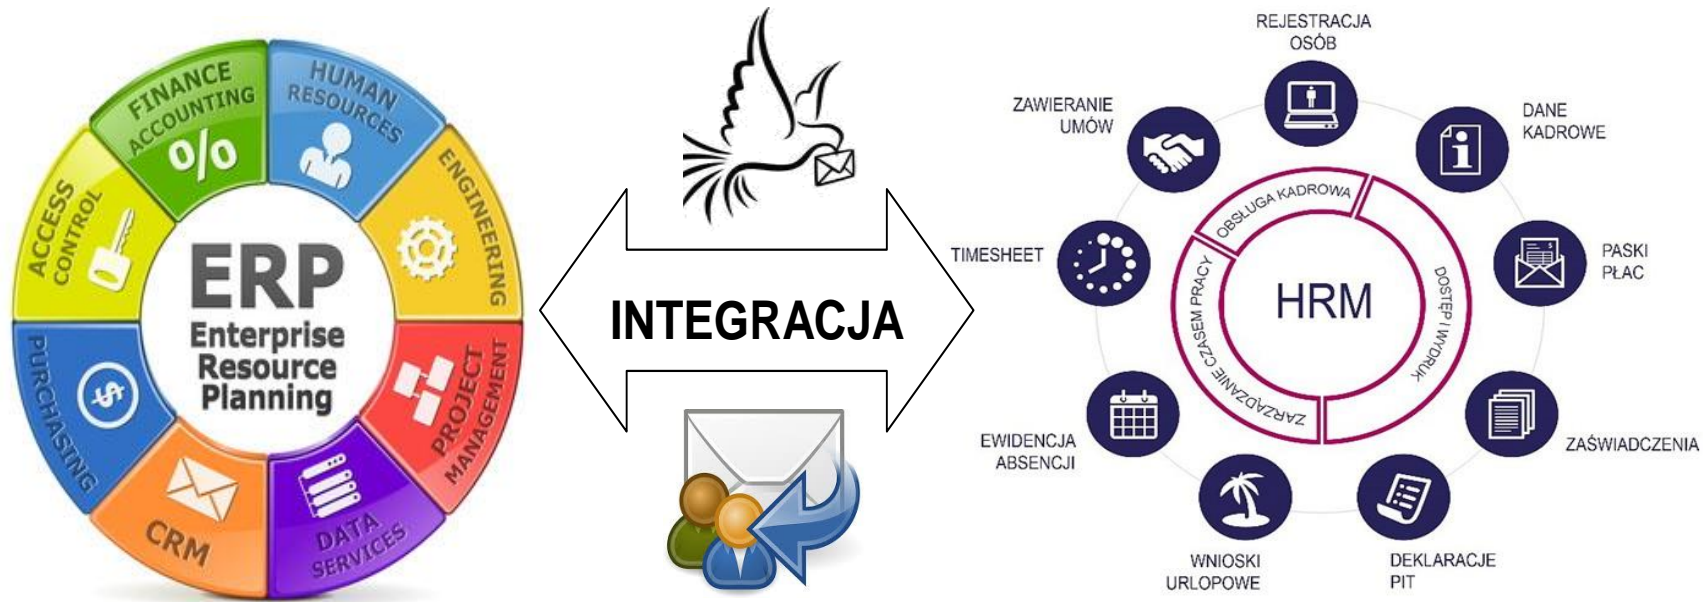 FINANCE
ACCOUNTING
%
HUMAN
RESOURCES
ENGINEERING
PROJECT
MANAGEMENT
DATA
SERVICES
CRM
PURCHASING
$
ACCESS
CONTROL
ERP
Enterprise
Resource
Planning
INTEGRACJA
REJESTRACJA
OSÓB
DANE
KADROWE
PASKI
PŁAC
ZAŚWIADCZENIA
DEKLARACJE
PIT
WNIOSKI
URLOPOWE
EWIDENCJA
ABSENCJI
TIMESHEET
ZAWIERANIE
UMÓW
OBSŁUGA KADROWA
DOSTĘP I WYDRUK
ZARZĄDZANIE CZASEM PRACY
HRM